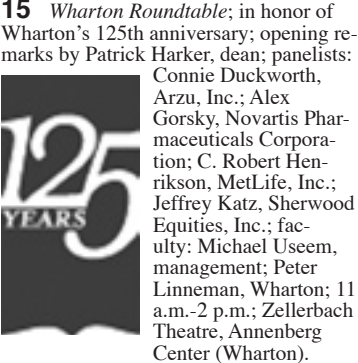 15 Wharton Roundtable; in honor of
Wharton's 125th anniversary; opening re-
marks by Patrick Harker, dean; panelists:
Connie Duckworth,
Arzu, Inc.; Alex
Gorsky, Novartis Phar-
maceuticals Corpora-
tion; C. Robert Hen-
rikson, MetLife, Inc.;
Jeffrey Katz, Sherwood
Equities, Inc.; fac-
ulty: Michael Useem,
management; Peter
Linneman, Wharton; 11
a.m.-2 p.m.; Zellerbach
Theatre, Annenberg
Center (Wharton).
125
YEARS